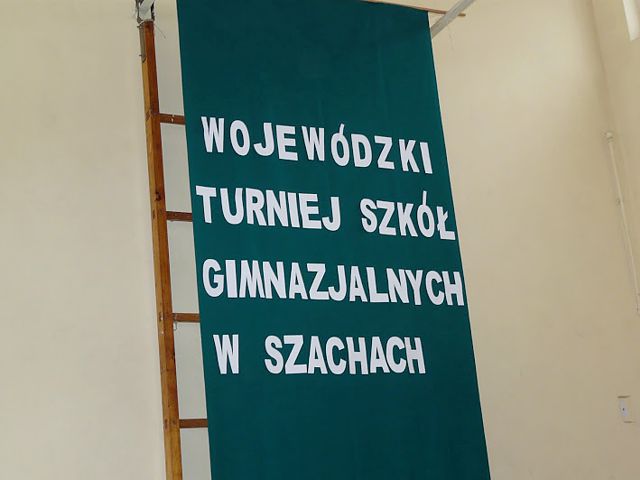 WOJEWÓDZKI
TURNIEJ SZKÓŁ
GIMNAZJALNYCH
W SZACHACH